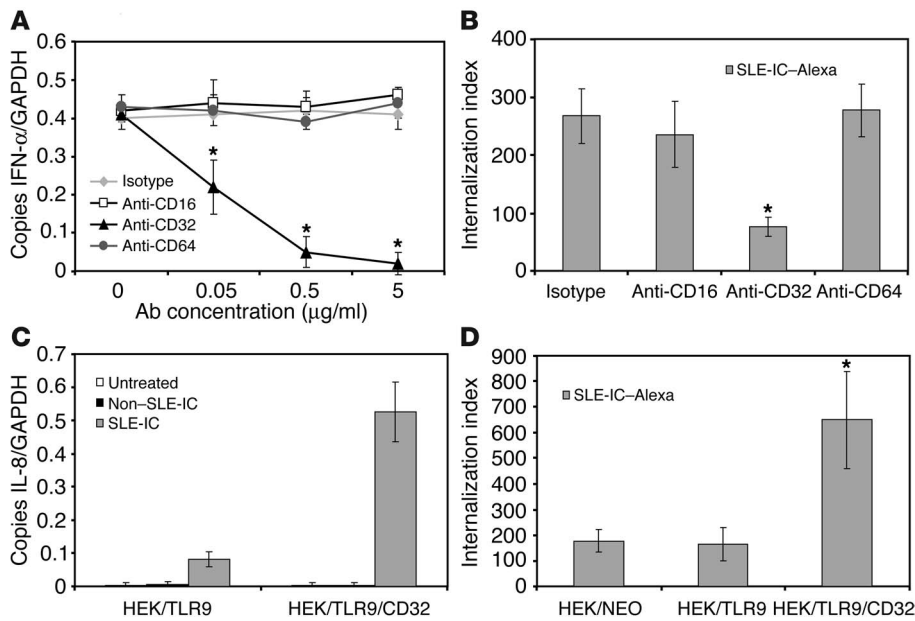 A
Copies IFN-α/GAPDH
0.6
0.5
0.4
0.3
0.2
0.1
0
*
*
*
Isotype
Anti-CD16
Anti-CD32
Anti-CD64
0 0.05 0.5 5
Ab concentration (μg/ml)
B
Internalization index
400
300
200
100
0
SLE-IC–Alexa
*
Isotype Anti-CD16 Anti-CD32 Anti-CD64
C
Copies IL-8/GAPDH
0.7
0.6
0.5
0.4
0.3
0.2
0.1
0
Untreated
Non–SLE-IC
SLE-IC
HEK/TLR9 HEK/TLR9/CD32
D
Internalization index
900
800
700
600
500
400
300
200
100
0
SLE-IC–Alexa
*
HEK/NEO HEK/TLR9 HEK/TLR9/CD32